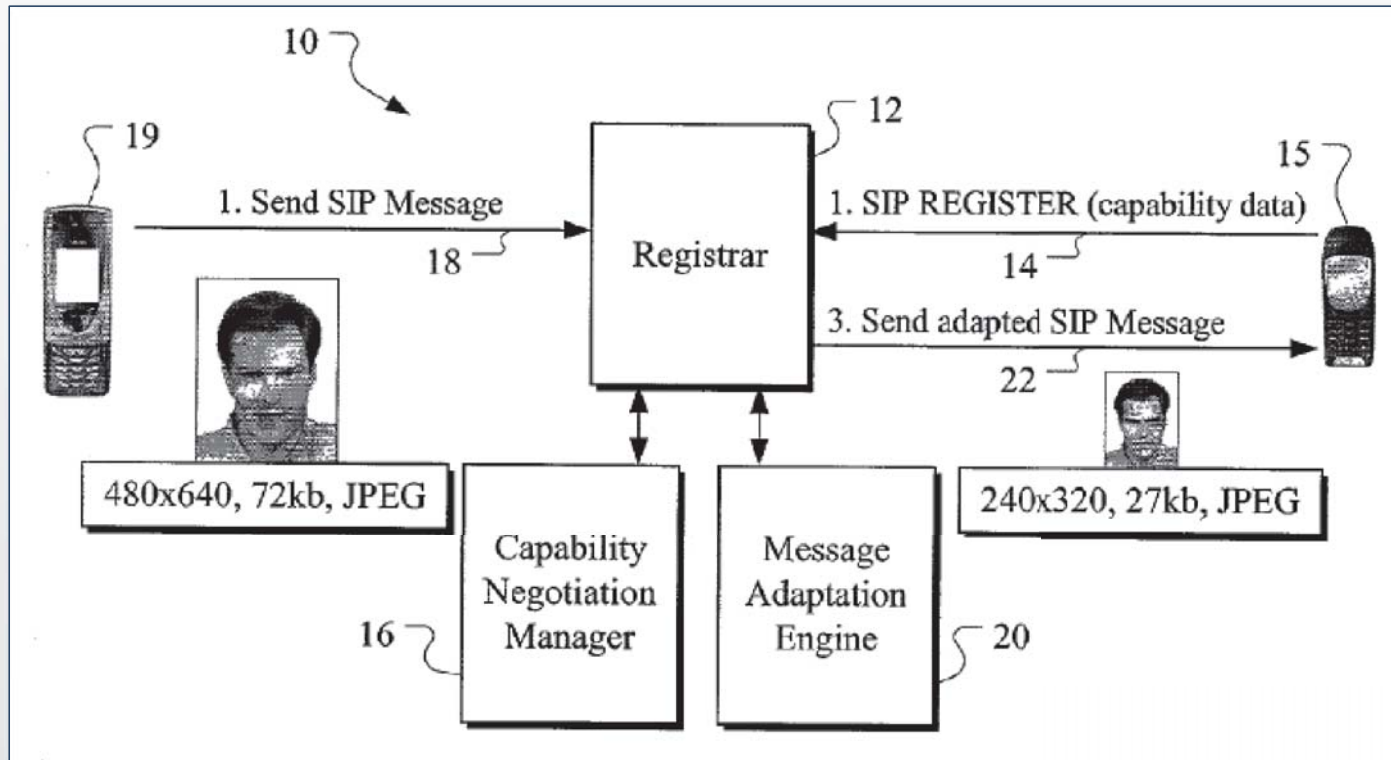 10
19
12
15
1. Send SIP Message
1. SIP REGISTER (capability data)
18
Registrar
14
3. Send adapted SIP Message
22
480x640, 72kb, JPEG
240x320, 27kb, JPEG
Capability
Negotiation
Manager
Message
Adaptation
Engine
16
20